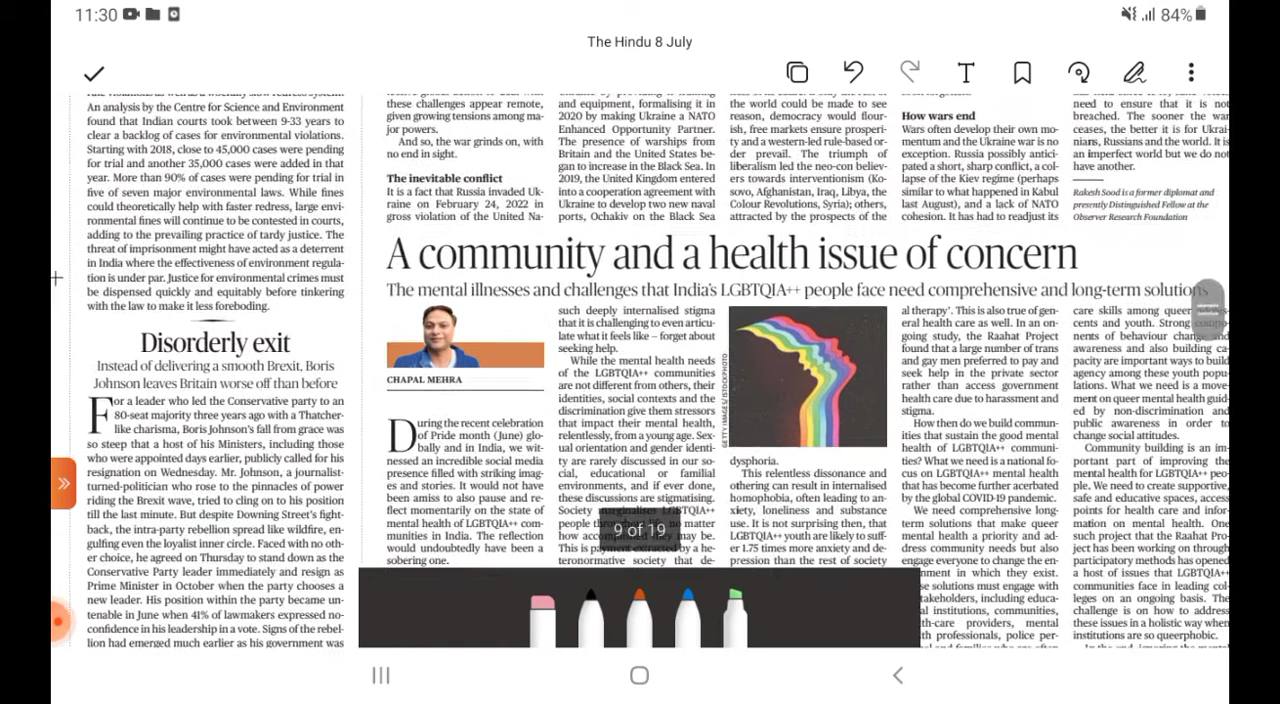 11:30
84%
The Hindu 8 July
An analysis by the Centre for Science and Environment
found that Indian courts took between 9-33 years to
clear a backlog of cases for environmental violations.
Starting with 2018, close to 45,000 cases were pending
for trial and another 35,000 cases were added in that
year. More than 90% of cases were pending for trial in
five of seven major environmental laws. While fines
could theoretically help with faster redress, large envi-
ronmental fines will continue to be contested in courts,
adding to the prevailing practice of tardy justice. The
threat of imprisonment might have acted as a deterrent
in India where the effectiveness of environment regula-
tion is under par. Justice for environmental crimes must
be dispensed quickly and equitably before tinkering
with the law to make it less foreboding.
Disorderly exit
Instead of delivering a smooth Brexit, Boris
Johnson leaves Britain worse off than before
For a leader who led the Conservative party to an
80-seat majority three years ago with a Thatcher-
like charisma, Boris Johnson's fall from grace was
so steep that a host of his Ministers, including those
who were appointed days earlier, publicly called for his
resignation on Wednesday. Mr. Johnson, a journalist-
turned-politician who rose to the pinnacles of power
riding the Brexit wave, tried to cling on to his position
till the last minute. But despite Downing Street's fight-
back, the intra-party rebellion spread like wildfire, en-
gulfing even the loyalist inner circle. Faced with no oth-
er choice, he agreed on Thursday to stand down as the
Conservative Party leader immediately and resign as
Prime Minister in October when the party chooses a
new leader. His position within the party became un-
tenable in June when 41% of lawmakers expressed no-
confidence in his leadership in a vote. Signs of the rebel-
lion had emerged much earlier as his government was
these challenges appear remote,
given growing tensions among ma-
jor powers.
And so, the war grinds on, with
no end in sight.
The inevitable conflict
It is a fact that Russia invaded Uk-
raine on February 24, 2022 in
gross violation of the United Na-
and equipment, formalising it in
2020 by making Ukraine a NATO
Enhanced Opportunity Partner.
The presence of warships from
Britain and the United States be-
gan to increase in the Black Sea. In
2019, the United Kingdom entered
into a cooperation agreement with
Ukraine to develop two new naval
ports, Ochakiv on the Black Sea
the world could be made to see
reason, democracy would flour-
ish, free markets ensure prosperi-
ty and a western-led rule-based or-
der prevail. The triumph of
liberalism led the neo-con believ-
ers towards interventionism (Ko-
sovo, Afghanistan, Iraq, Libya, the
Colour Revolutions, Syria); others,
attracted by the prospects of the
How wars end
Wars often develop their own mo-
mentum and the Ukraine war is no
exception. Russia possibly antici-
pated a short, sharp conflict, a col-
lapse of the Kiev regime (perhaps
similar to what happened in Kabul
last August), and a lack of NATO
cohesion. It has had to readjust its
need to ensure that it is not
breached. The sooner the war
ceases, the better it is for Ukrai-
nians, Russians and the world. It is
an imperfect world but we do not
have another.
Rakesh Sood is a former diplomat and
presently Distinguished Fellow at the
Observer Research Foundation
A community and a health issue of concern
The mental illnesses and challenges that India's LGBTQIA++ people face need comprehensive and long-term solutions
CHAPAL MEHRA
During the recent celebration
of Pride month (June) glo-
bally and in India, we wit-
nessed an incredible social media
presence filled with striking imag-
es and stories. It would not have
been amiss to also pause and re-
flect momentarily on the state of
mental health of LGBTQIA++ com-
munities in India. The reflection
would undoubtedly have been a
sobering one.
such deeply internalised stigma
that it is challenging to even articu-
late what it feels like – forget about
seeking help.
While the mental health needs
of the LGBTQIA++ communities
are not different from others, their
identities, social contexts and the
discrimination give them stressors
that impact their mental health,
relentlessly, from a young age. Sex-
ual orientation and gender identi-
ty are rarely discussed in our so-
cial, educational or familial
environments, and if ever done,
these discussions are stigmatising.
Society marginalises LGBTQIA++
people no matter
how may be.
This is payment extracted by a he-
teronormative society that de-
9 of 19
GETTY IMAGES/ISTOCKPHOTO
dysphoria.
This relentless dissonance and
othering can result in internalised
homophobia, often leading to an-
xiety, loneliness and substance
use. It is not surprising then, that
LGBTQIA++ youth are likely to suff-
er 1.75 times more anxiety and de-
pression than the rest of society
al therapy'. This is also true of gen-
eral health care as well. In an on-
going study, the Raahat Project
found that a large number of trans
and gay men preferred to pay and
seek help in the private sector
rather than access government
health care due to harassment and
stigma.
How then do we build commun-
ities that sustain the good mental
health of LGBTQIA++ communi-
ties? What we need is a national fo-
cus on LGBTQIA++ mental health
that has become further acerbated
by the global COVID-19 pandemic.
We need comprehensive long-
term solutions that make queer
mental health a priority and ad-
dress community needs but also
engage everyone to change the en-
nment in which they exist.
e solutions must engage with
takeholders, including educa-
al institutions, communities,
th-care providers, mental
th professionals, police per-
care skills among queer
cents and youth. Strong
nents of behaviour change
awareness and also building ca-
pacity are important ways to build
agency among these youth popu-
lations. What we need is a move-
ment on queer mental health guid-
ed by non-discrimination and
public awareness in order to
change social attitudes.
Community building is an im-
portant part of improving the
mental health for LGBTQIA++ peo-
ple. We need to create supportive,
safe and educative spaces, access
points for health care and infor-
mation on mental health. One
such project that the Raahat Pro-
ject has been working on through
participatory methods has opened
a host of issues that LGBTQIA++
communities face in leading col-
leges on an ongoing basis. The
challenge is on how to address
these issues in a holistic way when
institutions are so queerphobic.